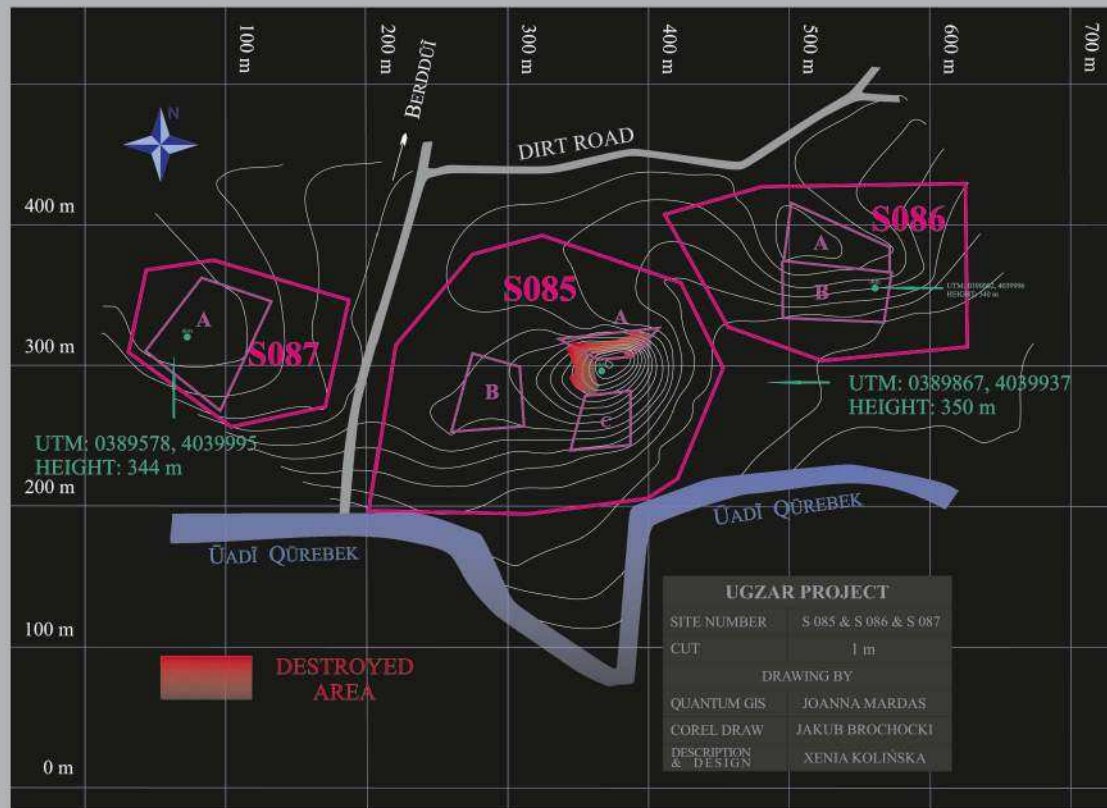 100 m
200 m
300 m
400 m
500 m
600 m
700 m
N
BERDDŪĪ
DIRT ROAD
400 m
S086
A
B
S085
A
B
C
A
S087
300 m
UTM: 0389867, 4039937
HEIGHT: 350 m
UTM: 0389578, 4039995
HEIGHT: 344 m
200 m
ŪADĪ QŪREBEK
ŪADĪ QŪREBEK
100 m
DESTROYED
AREA
0 m
UGZAR PROJECT
SITE NUMBER S 085 & S 086 & S 087
CUT 1 m
DRAWING BY
QUANTUM GIS JOANNA MARDAS
COREL DRAW JAKUB BROCHOCKI
DESCRIPTION
& DESIGN XENIA KOLIŃSKA